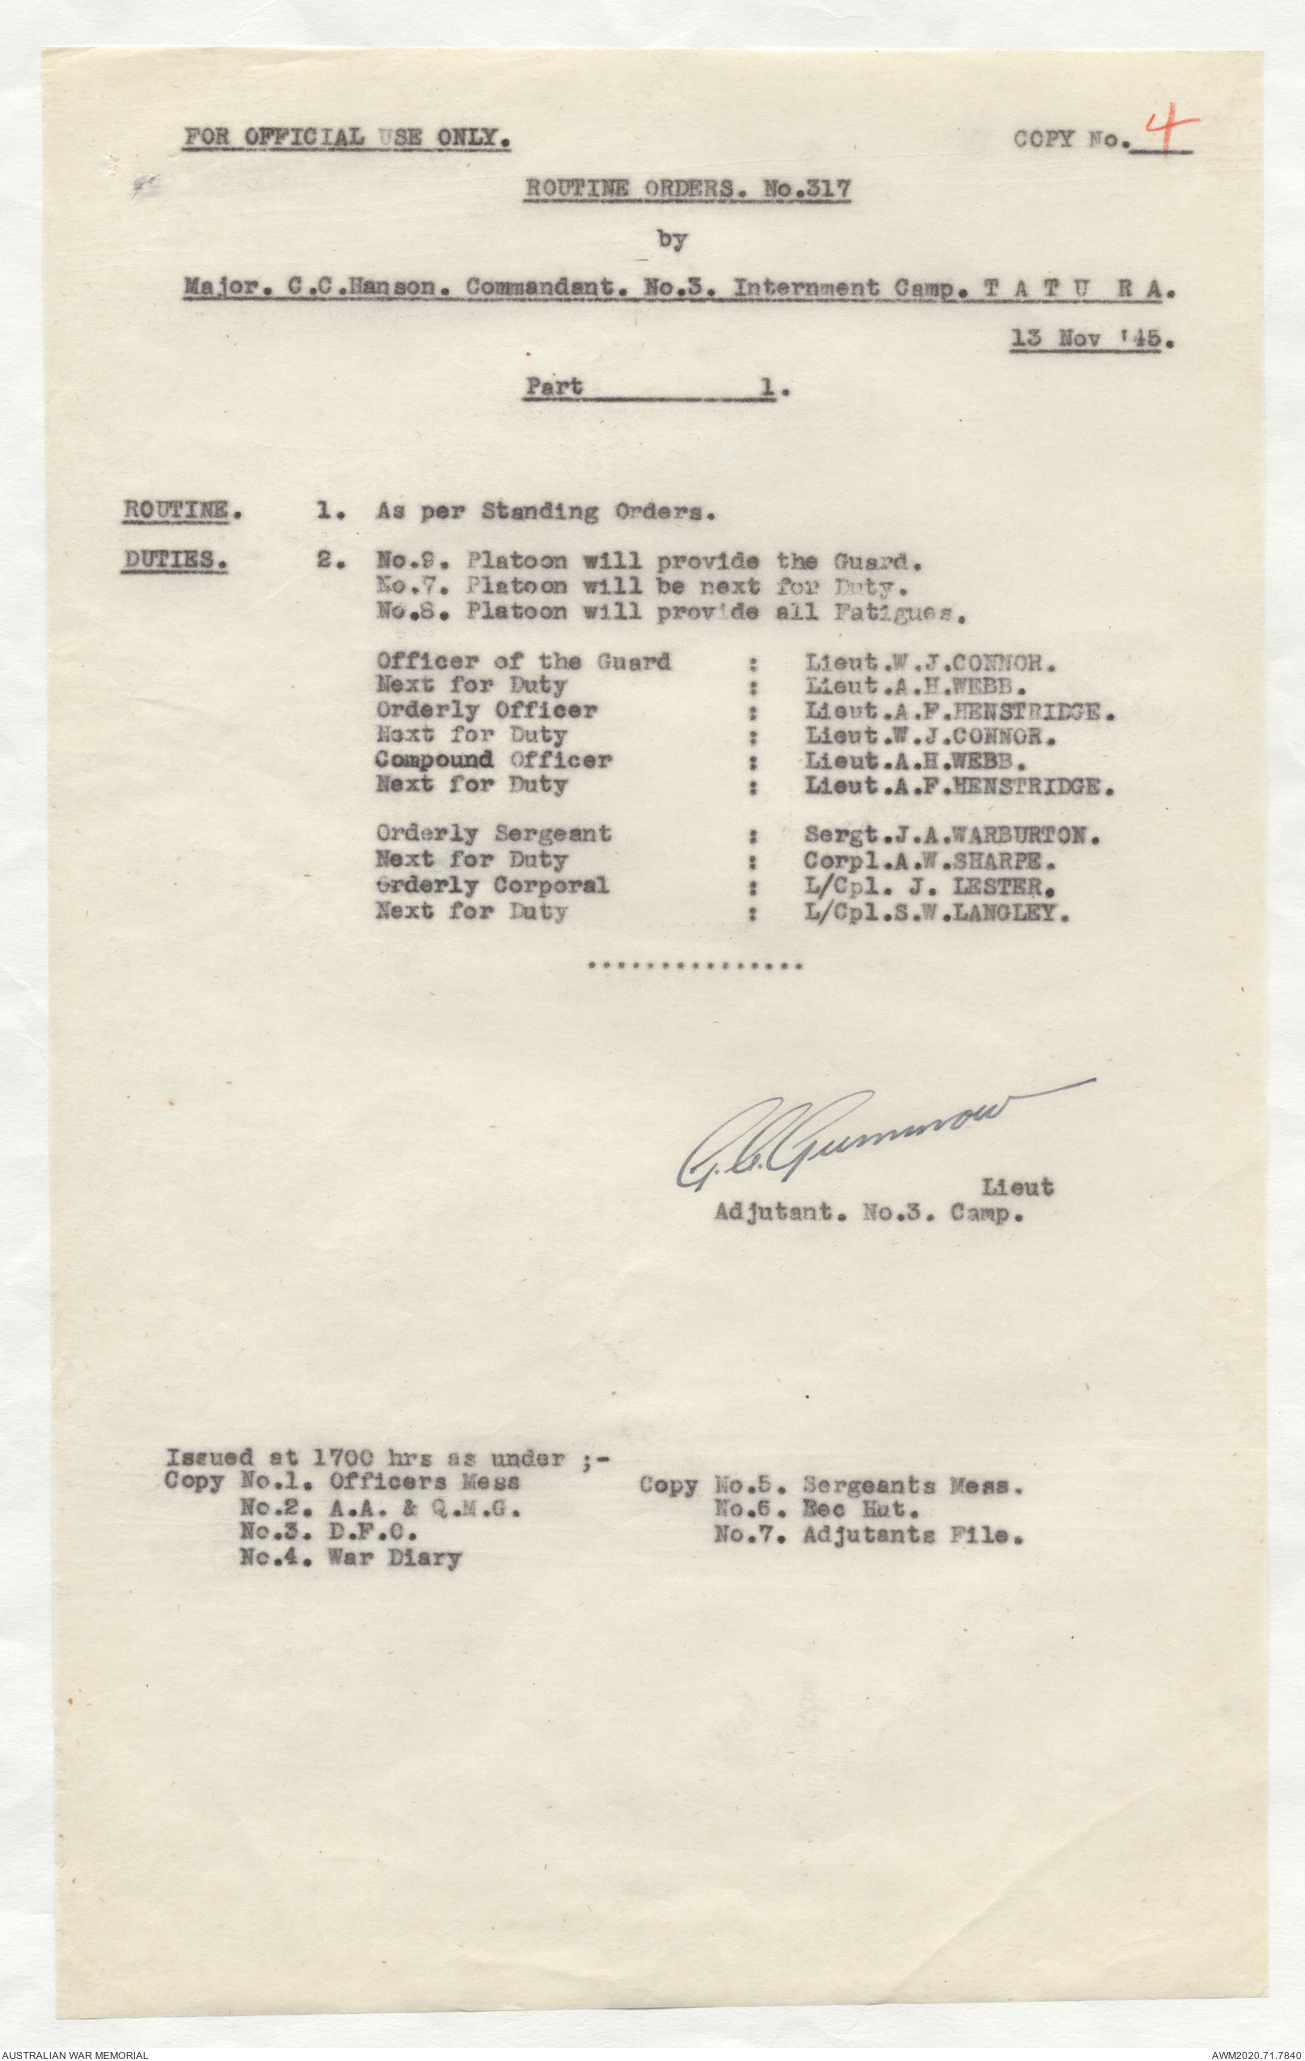 FOR OFFICIAL USE ONLY.
COPY No. 4
ROUTINE ORDERS. No.317
by
Major. C.C.Hanson. Commandant. No.3. Internment Camp. T A T U R A.
13 Nov '45.
Part 1.
ROUTINE. 1. As per Standing Orders.
DUTIES. 2. No.9. Platoon will provide the Guard.
No.7. Platoon will be next for Duty.
No.8. Platoon will provide all Fatigues.
Officer of the Guard : Lieut.W.J.CONNOR.
Next for Duty : Lieut.A.H.WEBB.
Orderly Officer : Lieut.A.F.HENSTRIDGE.
Next for Duty : Lieut.W.J.CONNOR.
Compound Officer : Lieut.A.H.WEBB.
Next for Duty : Lieut.A.F.HENSTRIDGE.
Orderly Sergeant : Sergt.J.A.WARBURTON.
Next for Duty : Corpl.A.W.SHARPE.
Orderly Corporal : L/Cpl. J. LESTER.
Next for Duty : L/Cpl.S.W.LANGLEY.
...............
G.C.Gummow
Lieut
Adjutant. No.3. Camp.
Issued at 1700 hrs as under ;-
Copy No.1. Officers Mess
No.2. A.A. & Q.M.G.
No.3. D.F.O.
No.4. War Diary
Copy No.5. Sergeants Mess.
No.6. Rec Hut.
No.7. Adjutants File.
AUSTRALIAN WAR MEMORIAL
AWM2020.71.7840